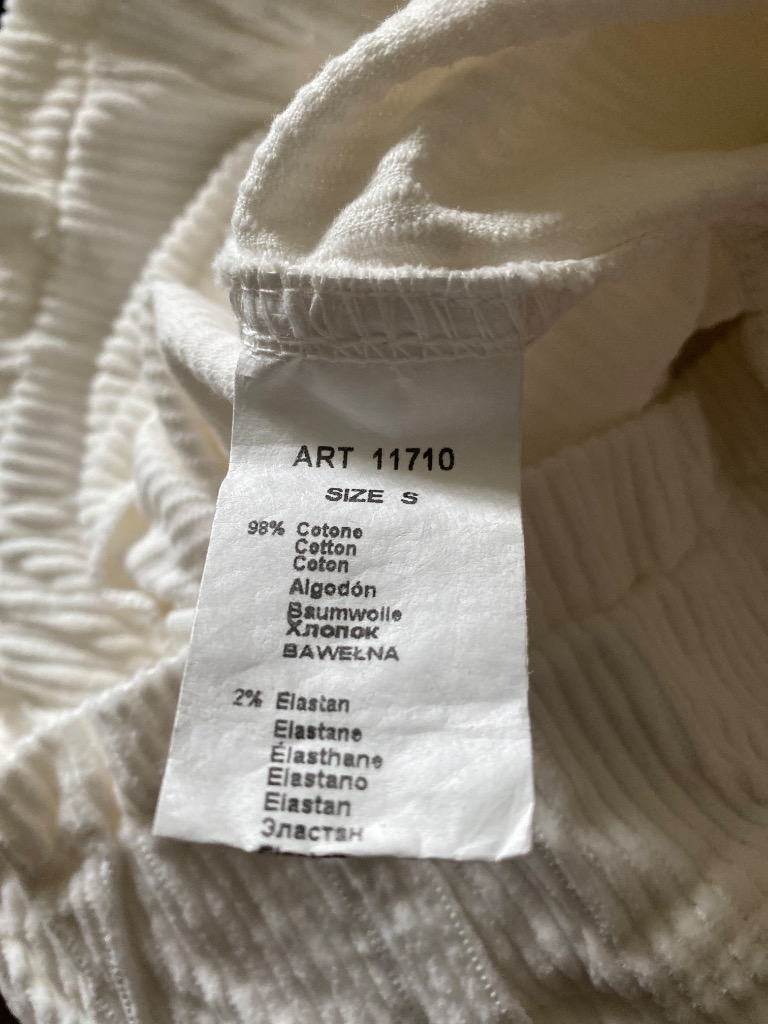 ART 11710
SIZE S
98% Cotone
Cotton
Coton
Algodón
Baumwolle
Хлопок
BAWEŁNA
2% Elastan
Elastane
Élasthane
Elastano
Elastan
Эластан